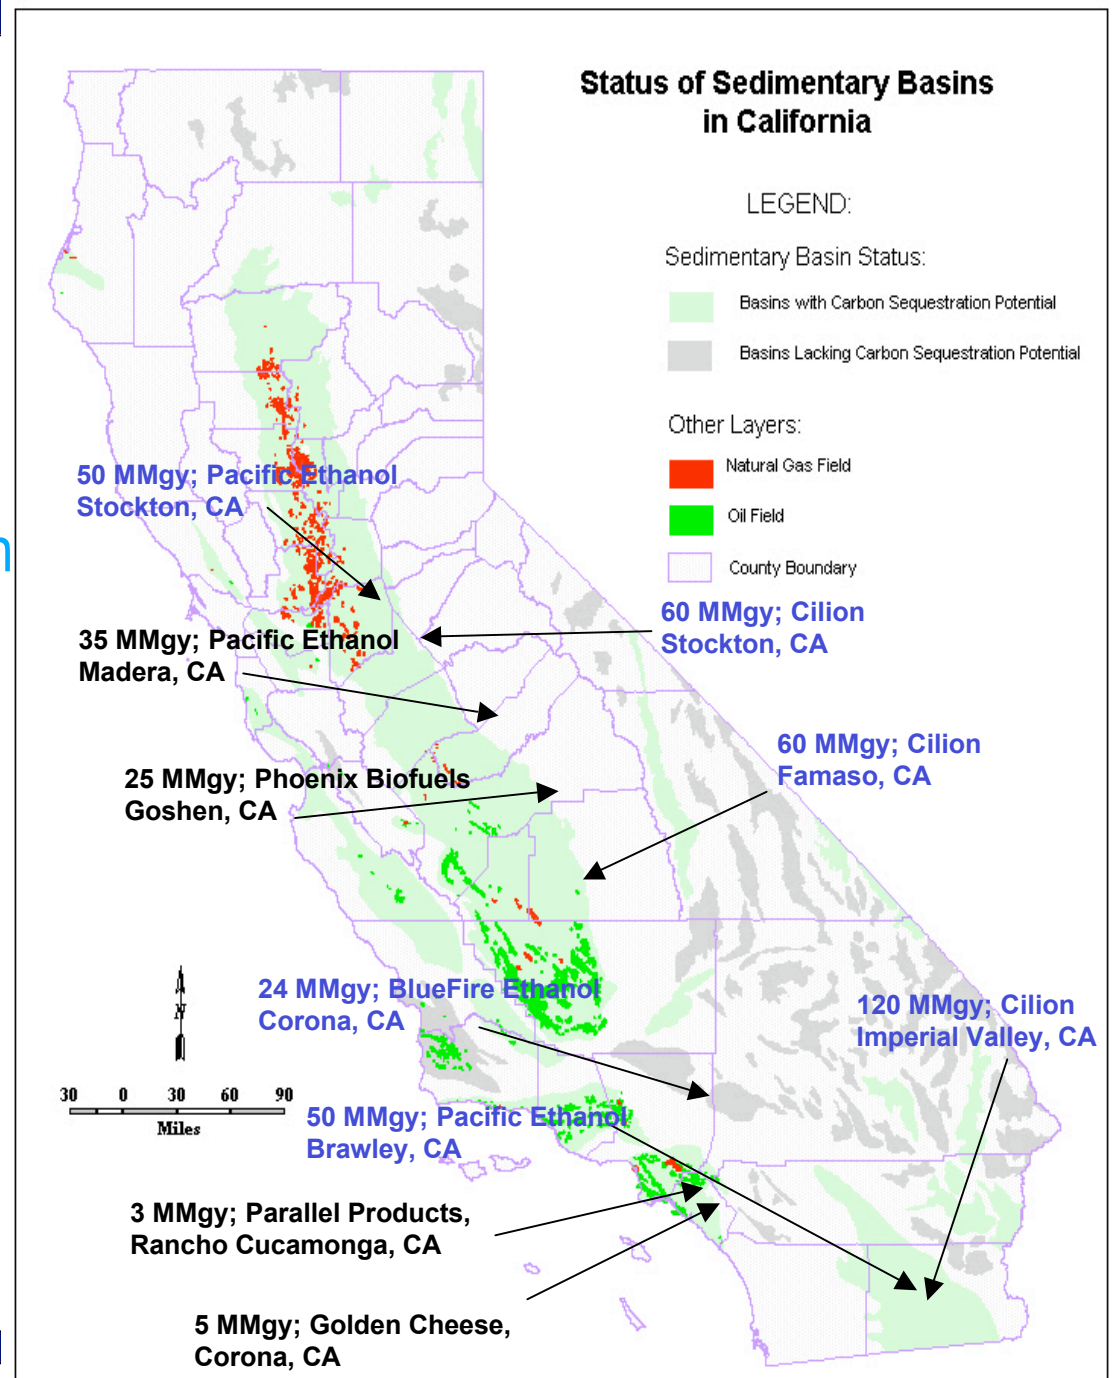 Status of Sedimentary Basins
in California
LEGEND:
Sedimentary Basin Status:
Basins with Carbon Sequestration Potential
Basins Lacking Carbon Sequestration Potential
Other Layers:
Natural Gas Field
Oil Field
County Boundary
50 MMgy; Pacific Ethanol
Stockton, CA
n
60 MMgy; Cilion
Stockton, CA
35 MMgy; Pacific Ethanol
Madera, CA
60 MMgy; Cilion
Famaso, CA
25 MMgy; Phoenix Biofuels
Goshen, CA
24 MMgy; BlueFire Ethanol
Corona, CA
120 MMgy; Cilion
Imperial Valley, CA
N
30 0 30 60 90
Miles
50 MMgy; Pacific Ethanol
Brawley, CA
3 MMgy; Parallel Products,
Rancho Cucamonga, CA
5 MMgy; Golden Cheese,
Corona, CA